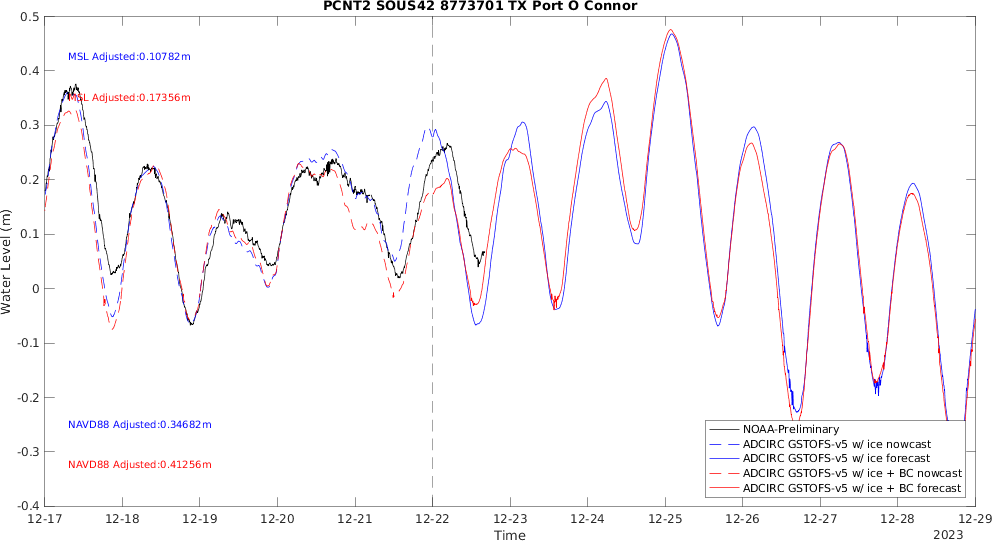 PCNT2 SOUS42 8773701 TX Port O Connor
0.5
0.4
0.3
0.2
0.1
0
-0.1
-0.2
-0.3
-0.4
Water Level (m)
MSL Adjusted:0.10782m
MSL Adjusted:0.17356m
NAVD88 Adjusted:0.34682m
NAVD88 Adjusted:0.41256m
NOAA-Preliminary
ADCIRC GSTOFS-v5 w/ ice nowcast
ADCIRC GSTOFS-v5 w/ ice forecast
ADCIRC GSTOFS-v5 w/ ice + BC nowcast
ADCIRC GSTOFS-v5 w/ ice + BC forecast
12-17 12-18 12-19 12-20 12-21 12-22 12-23 12-24 12-25 12-26 12-27 12-28 12-29
Time
2023